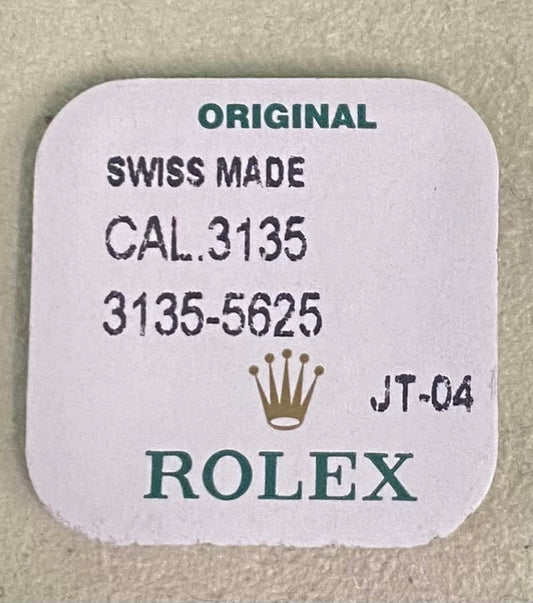 ORIGINAL
SWISS MADE
CAL.3135
3135-5625
JT-04
ROLEX